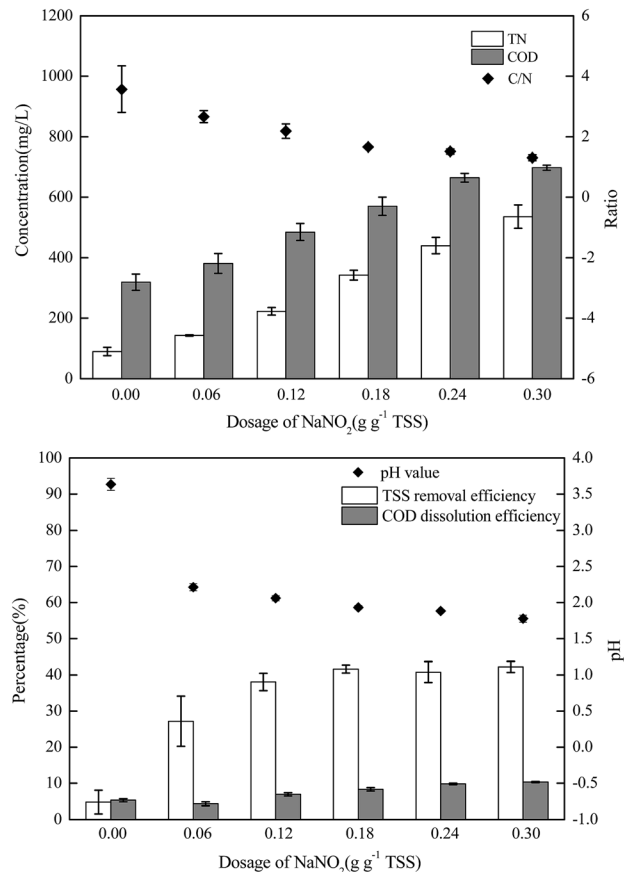 1200
1000
800
600
400
200
0
Concentration(mg/L)
TN
COD
C/N
6
4
2
0
-2
-4
-6
Ratio
0.00 0.06 0.12 0.18 0.24 0.30
Dosage of NaNO₂(g g⁻¹ TSS)
100
90
80
70
60
50
40
30
20
10
0
Percentage(%)
pH value
TSS removal efficiency
COD dissolution efficiency
4.0
3.5
3.0
2.5
2.0
1.5
1.0
0.5
0.0
-0.5
-1.0
pH
0.00 0.06 0.12 0.18 0.24 0.30
Dosage of NaNO₂(g g⁻¹ TSS)